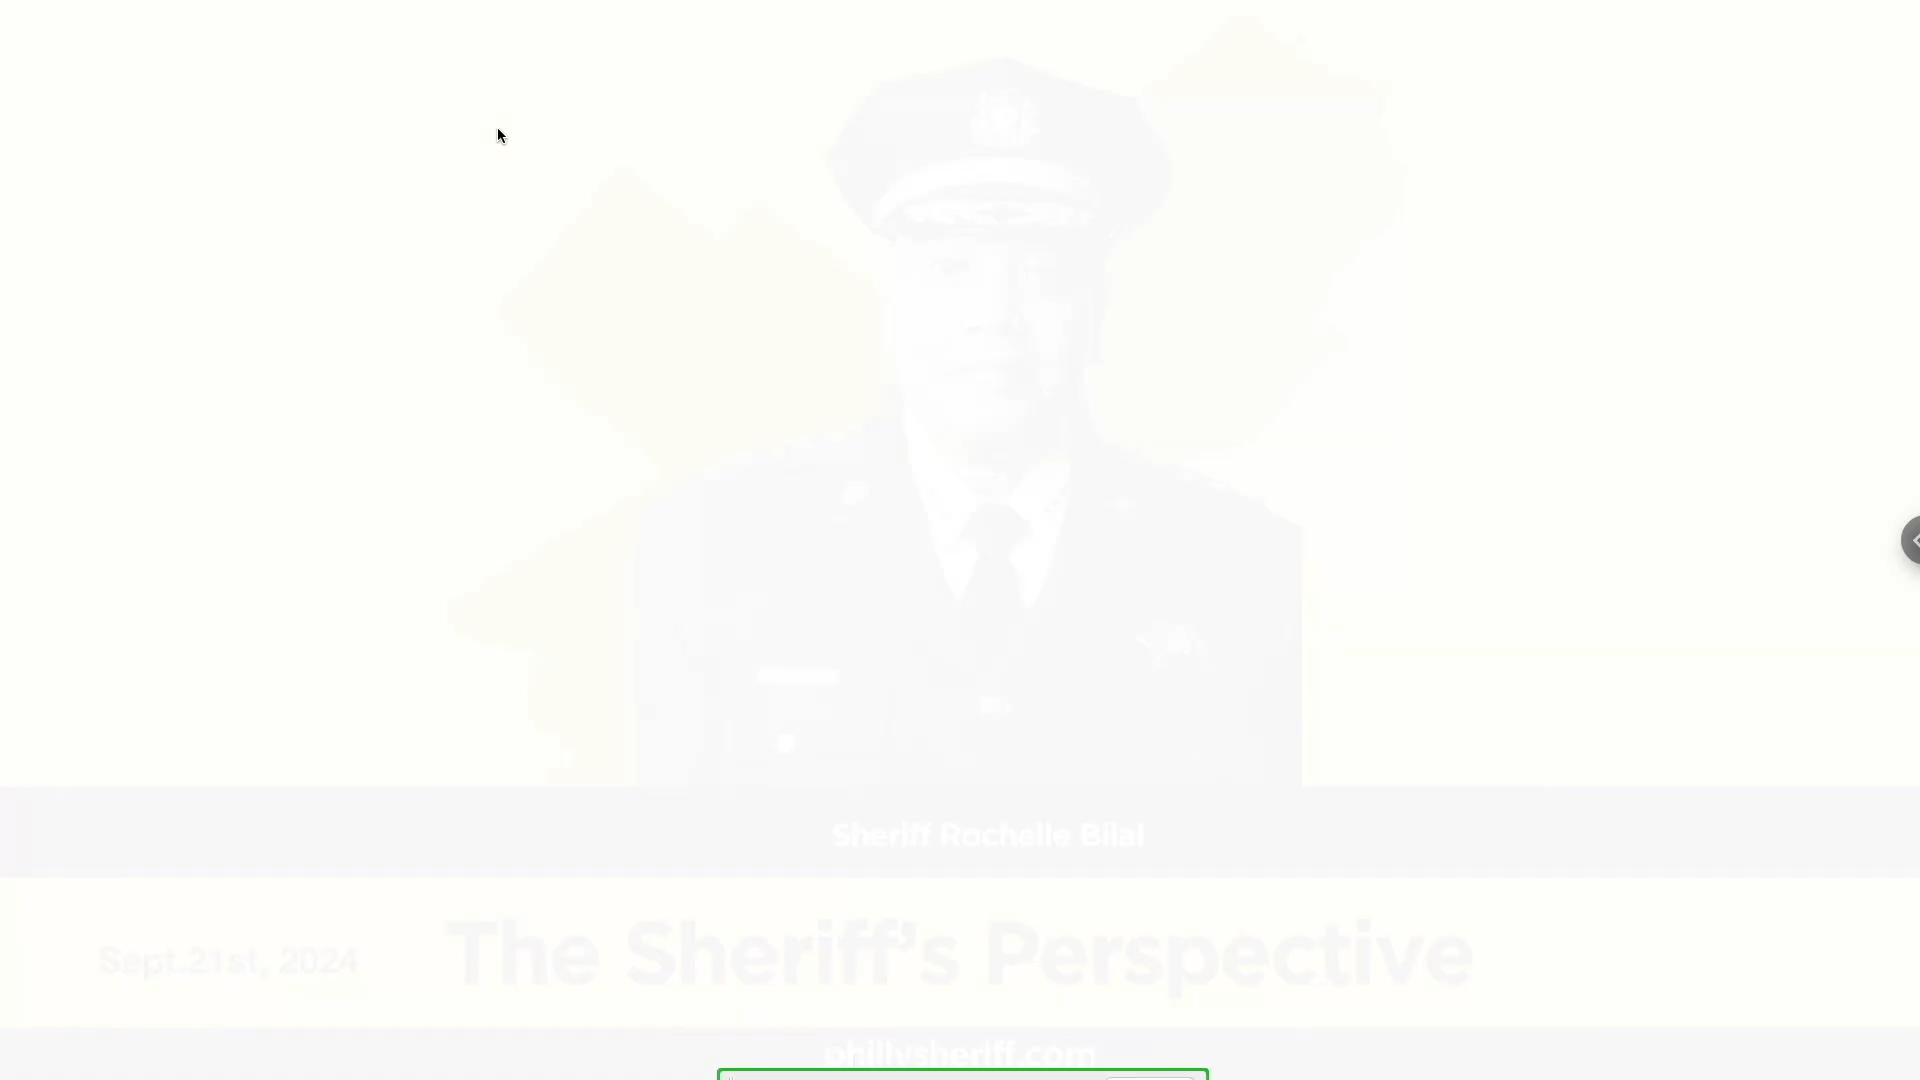 Sheriff Rochelle Bilal
Sept.21st, 2024
The Sheriff's Perspective
phillysheriff.com